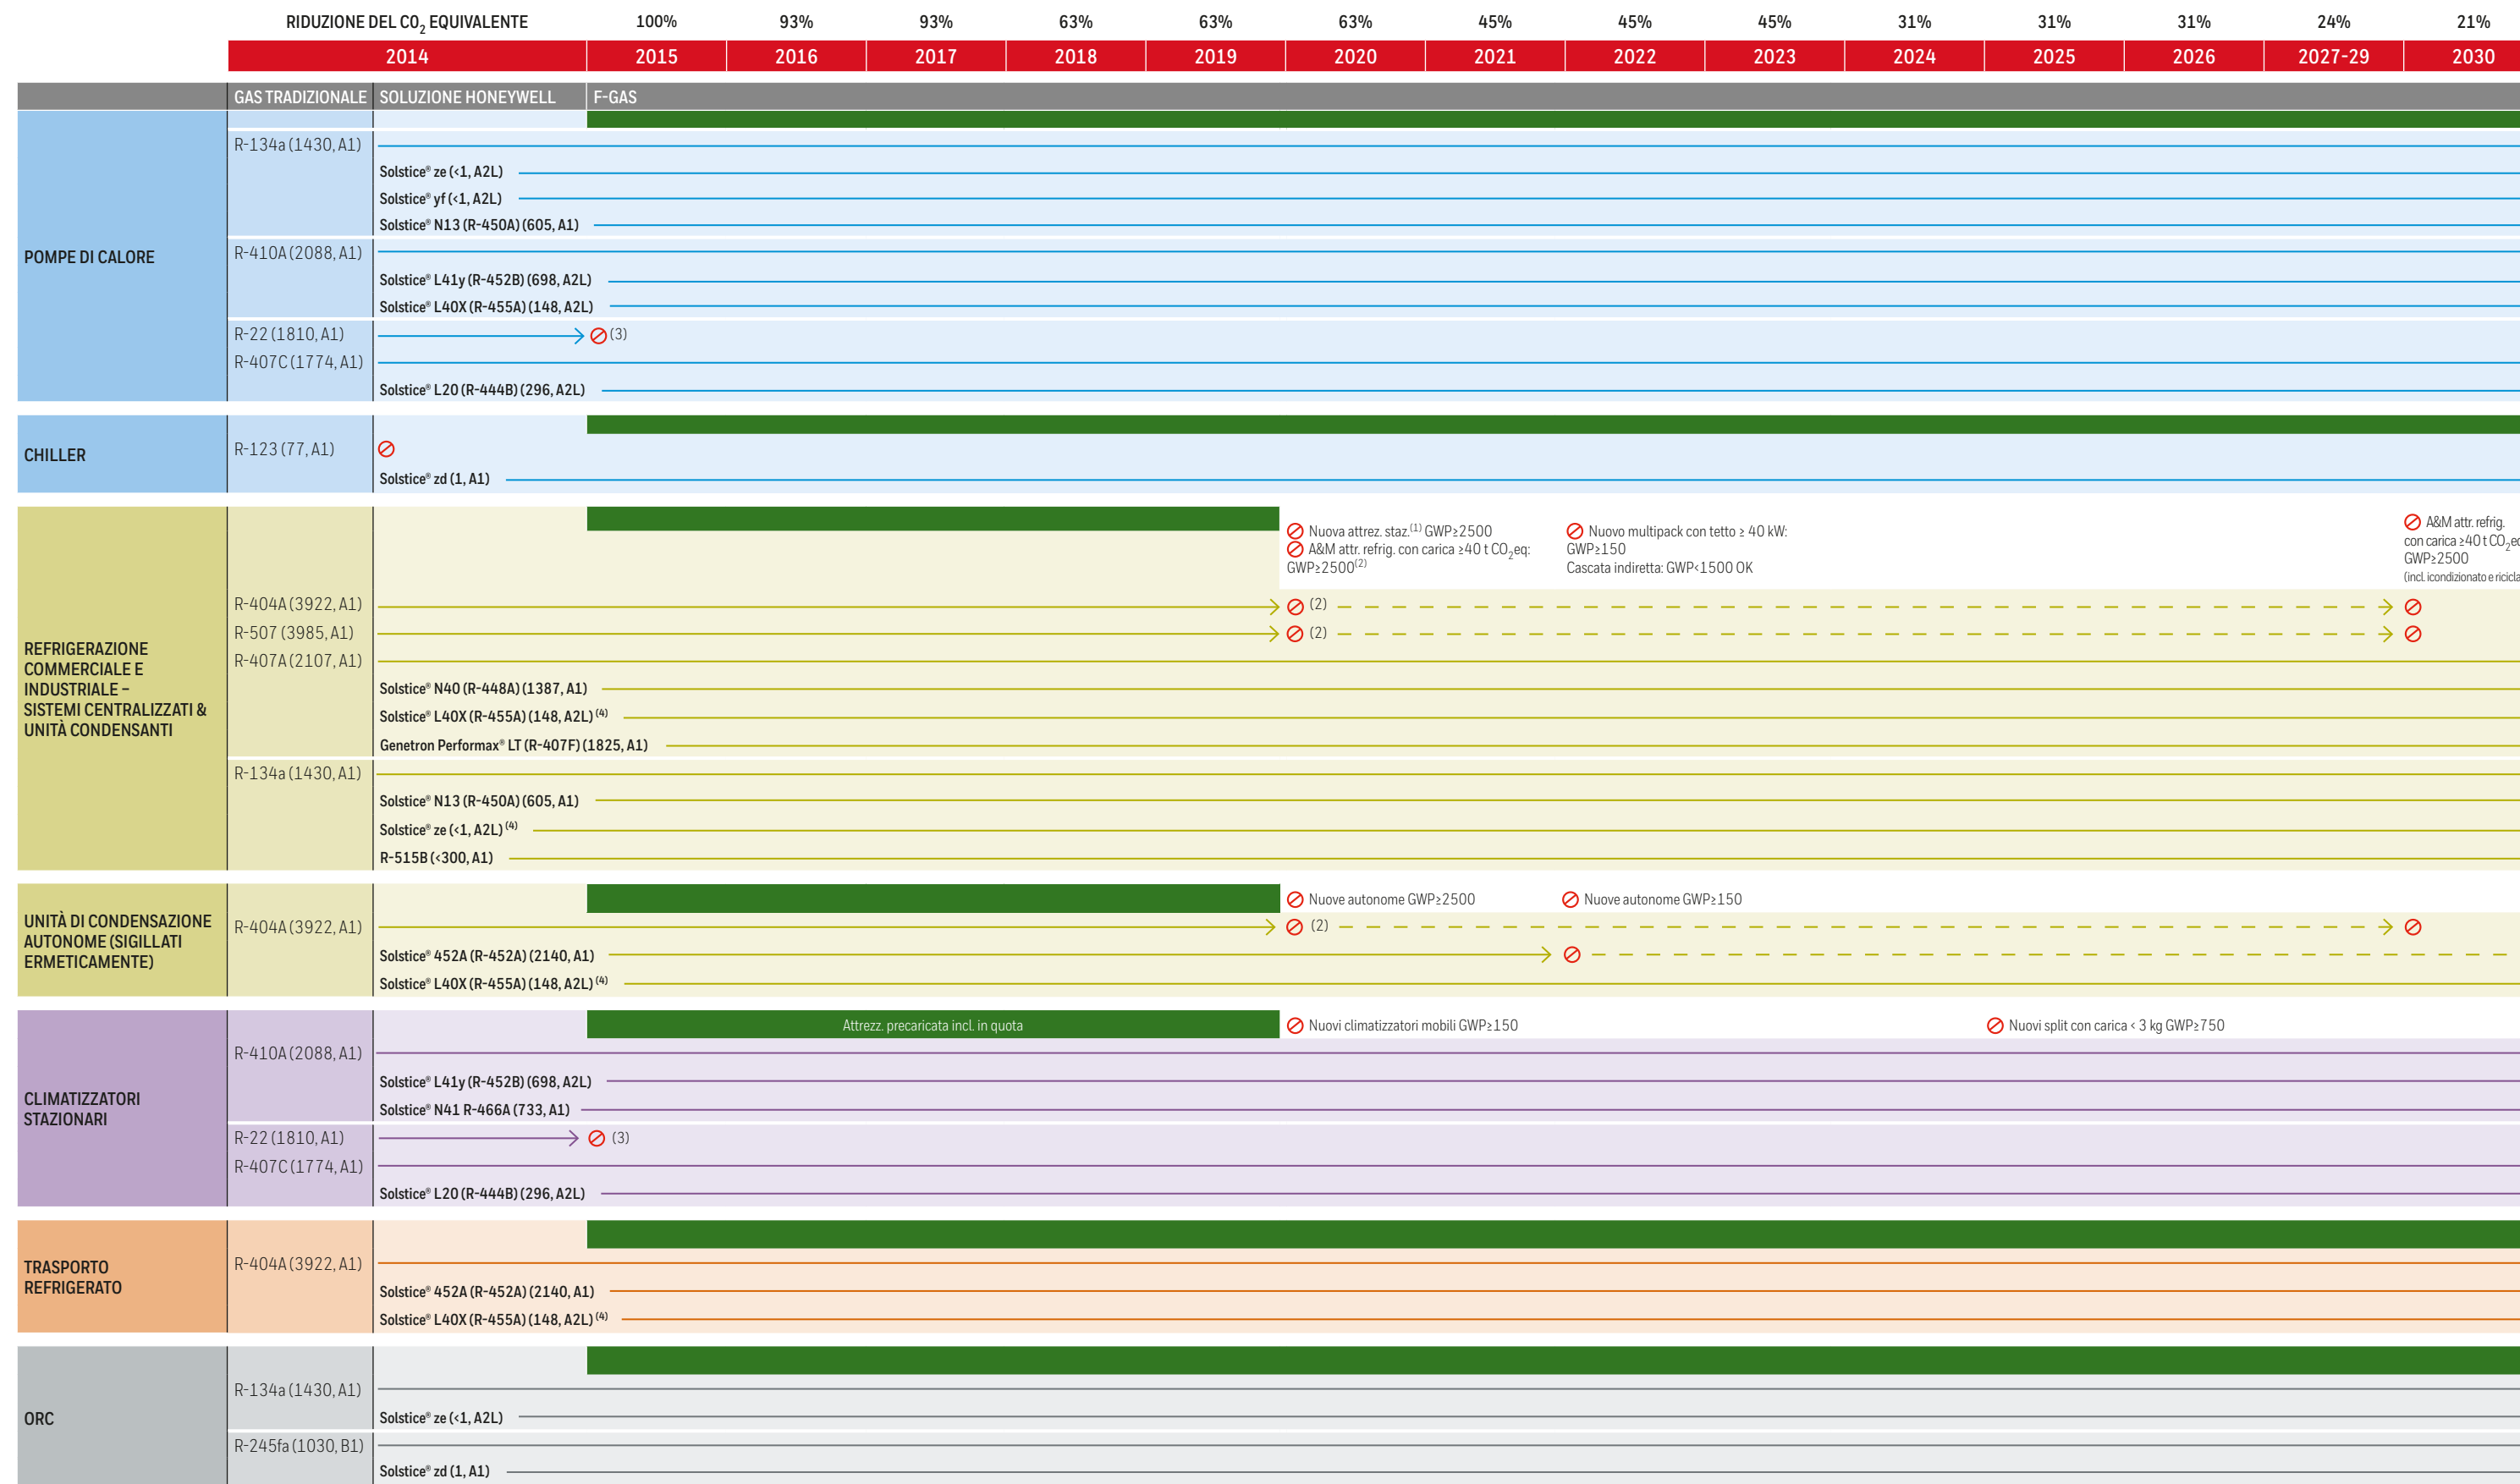 RIDUZIONE DEL CO2 EQUIVALENTE 100% 93% 93% 63% 63% 63% 45% 45% 45% 31% 31% 31% 24% 21%
2014 2015 2016 2017 2018 2019 2020 2021 2022 2023 2024 2025 2026 2027-29 2030
GAS TRADIZIONALE SOLUZIONE HONEYWELL F-GAS
POMPE DI CALORE
R-134a (1430, A1)
Solstice® ze (<1, A2L)
Solstice® yf (<1, A2L)
Solstice® N13 (R-450A) (605, A1)
R-410A (2088, A1)
Solstice® L41y (R-452B) (698, A2L)
Solstice® L40X (R-455A) (148, A2L)
R-22 (1810, A1) (3)
R-407C (1774, A1)
Solstice® L20 (R-444B) (296, A2L)
CHILLER
R-123 (77, A1)
Solstice® zd (1, A1)
REFRIGERAZIONE
COMMERCIALE E
INDUSTRIALE –
SISTEMI CENTRALIZZATI &
UNITÀ CONDENSANTI
Nuova attrez. staz.(1) GWP≥2500
A&M attr. refrig. con carica ≥40 t CO2eq:
GWP≥2500(2)
Nuovo multipack con tetto ≥ 40 kW:
GWP≥150
Cascata indiretta: GWP<1500 OK
A&M attr. refrig.
con carica ≥40 t CO2eq
GWP≥2500
(incl. icondizionato e ricicla
R-404A (3922, A1) (2)
R-507 (3985, A1) (2)
R-407A (2107, A1)
Solstice® N40 (R-448A) (1387, A1)
Solstice® L40X (R-455A) (148, A2L) (4)
Genetron Performax® LT (R-407F) (1825, A1)
R-134a (1430, A1)
Solstice® N13 (R-450A) (605, A1)
Solstice® ze (<1, A2L) (4)
R-515B (<300, A1)
UNITÀ DI CONDENSAZIONE
AUTONOME (SIGILLATI
ERMETICAMENTE)
Nuove autonome GWP≥2500 Nuove autonome GWP≥150
R-404A (3922, A1) (2)
Solstice® 452A (R-452A) (2140, A1)
Solstice® L40X (R-455A) (148, A2L) (4)
CLIMATIZZATORI
STAZIONARI
Attrezz. precaricata incl. in quota Nuovi climatizzatori mobili GWP≥150 Nuovi split con carica < 3 kg GWP≥750
R-410A (2088, A1)
Solstice® L41y (R-452B) (698, A2L)
Solstice® N41 R-466A (733, A1)
R-22 (1810, A1) (3)
R-407C (1774, A1)
Solstice® L20 (R-444B) (296, A2L)
TRASPORTO
REFRIGERATO
R-404A (3922, A1)
Solstice® 452A (R-452A) (2140, A1)
Solstice® L40X (R-455A) (148, A2L) (4)
ORC
R-134a (1430, A1)
Solstice® ze (<1, A2L)
R-245fa (1030, B1)
Solstice® zd (1, A1)